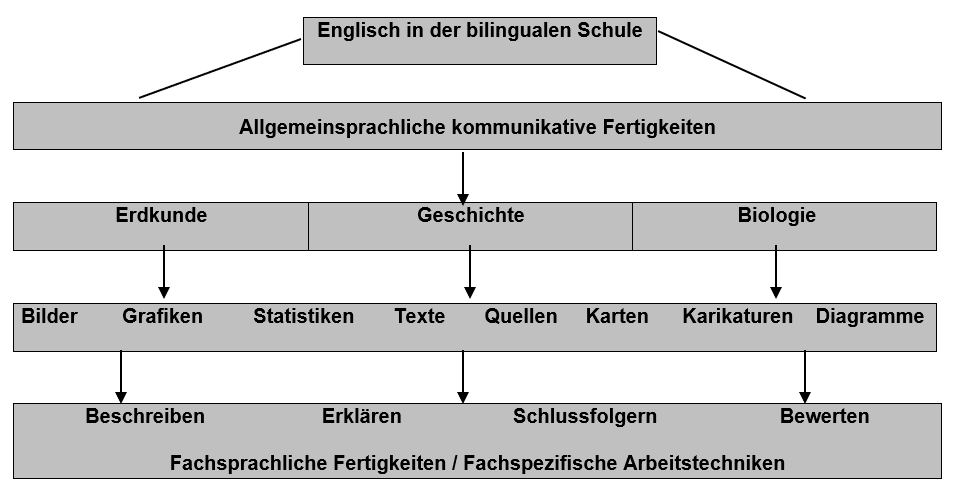 Englisch in der bilingualen Schule
Allgemeinsprachliche kommunikative Fertigkeiten
Erdkunde Geschichte Biologie
Bilder Grafiken Statistiken Texte Quellen Karten Karikaturen Diagramme
Beschreiben Erklären Schlussfolgern Bewerten
Fachsprachliche Fertigkeiten / Fachspezifische Arbeitstechniken